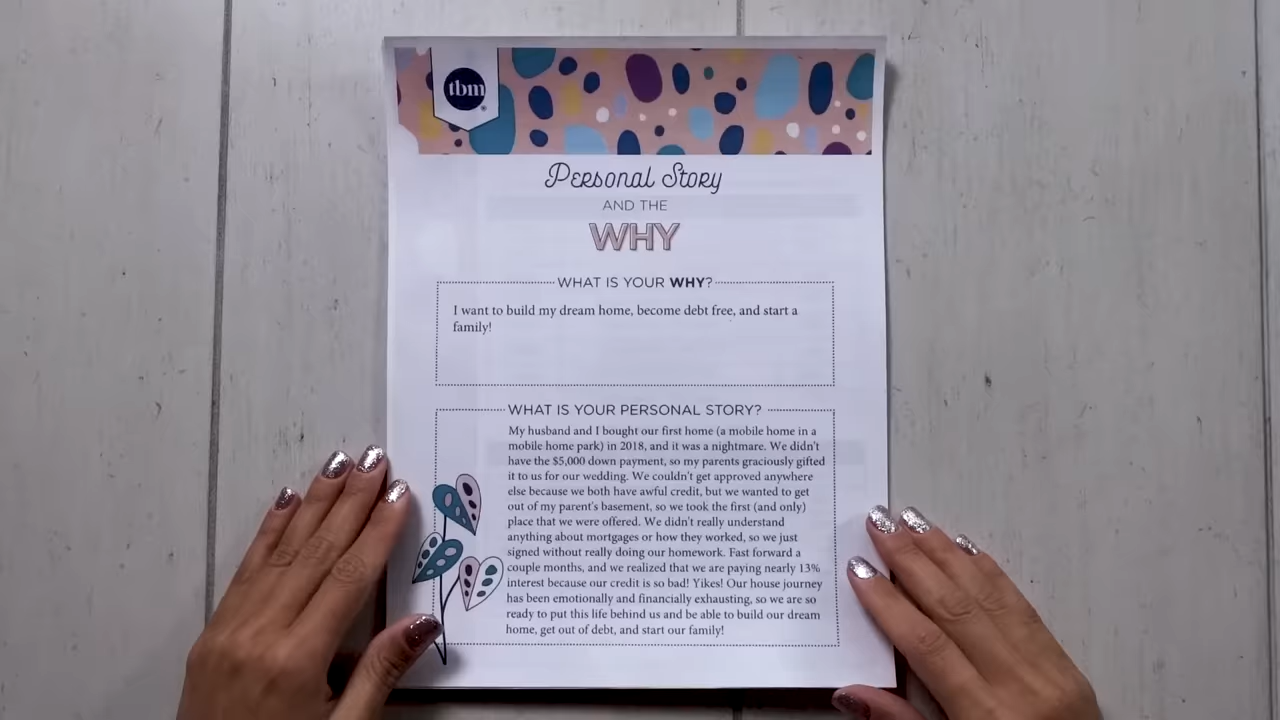 tbm
Personal Story
AND THE
WHY
WHAT IS YOUR WHY?
I want to build my dream home, become debt free, and start a
family!
WHAT IS YOUR PERSONAL STORY?
My husband and I bought our first home (a mobile home in a
mobile home park) in 2018, and it was a nightmare. We didn't
have the $5,000 down payment, so my parents graciously gifted
it to us for our wedding. We couldn't get approved anywhere
else because we both have awful credit, but we wanted to get
out of my parent's basement, so we took the first (and only)
place that we were offered. We didn't really understand
anything about mortgages or how they worked, so we just
signed without really doing our homework. Fast forward a
couple months, and we realized that we are paying nearly 13%
interest because our credit is so bad! Yikes! Our house journey
has been emotionally and financially exhausting, so we are so
ready to put this life behind us and be able to build our dream
home, get out of debt, and start our family!